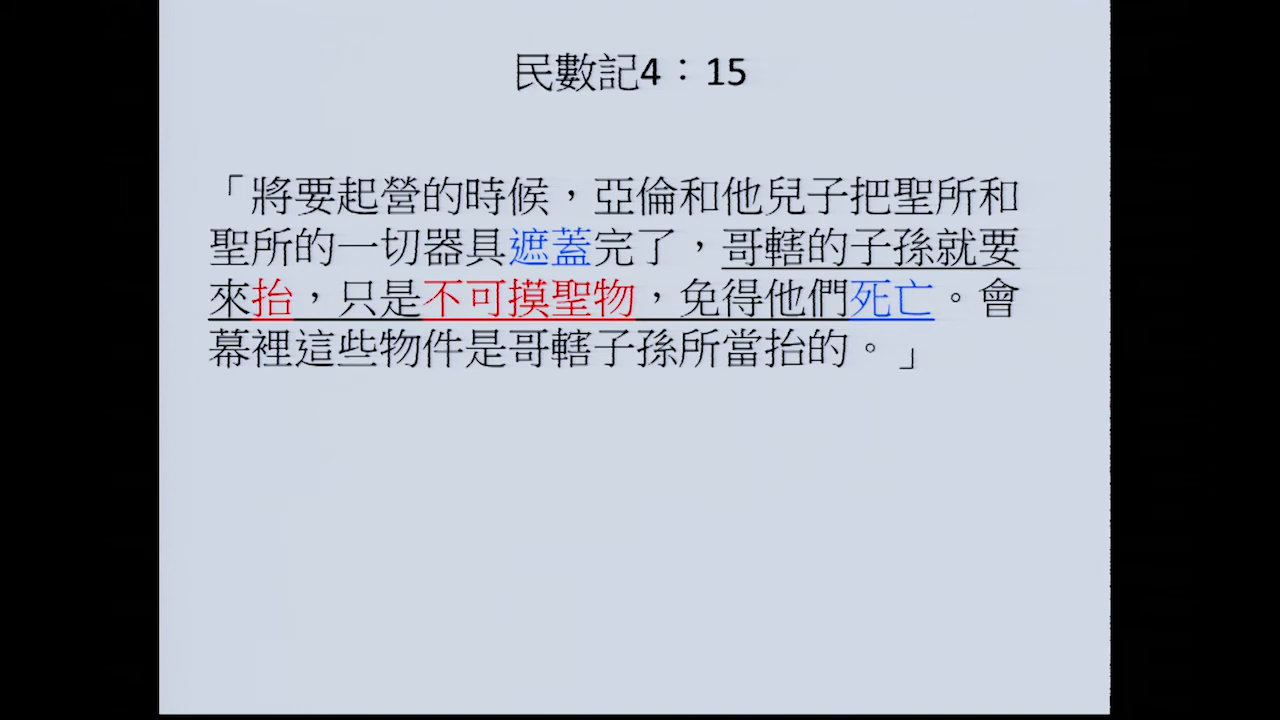 民數記4：15
「將要起營的時候，亞倫和他兒子把聖所和
聖所的一切器具遮蓋完了，哥轄的子孫就要
來抬，只是不可摸聖物，免得他們死亡。會
幕裡這些物件是哥轄子孫所當抬的。」